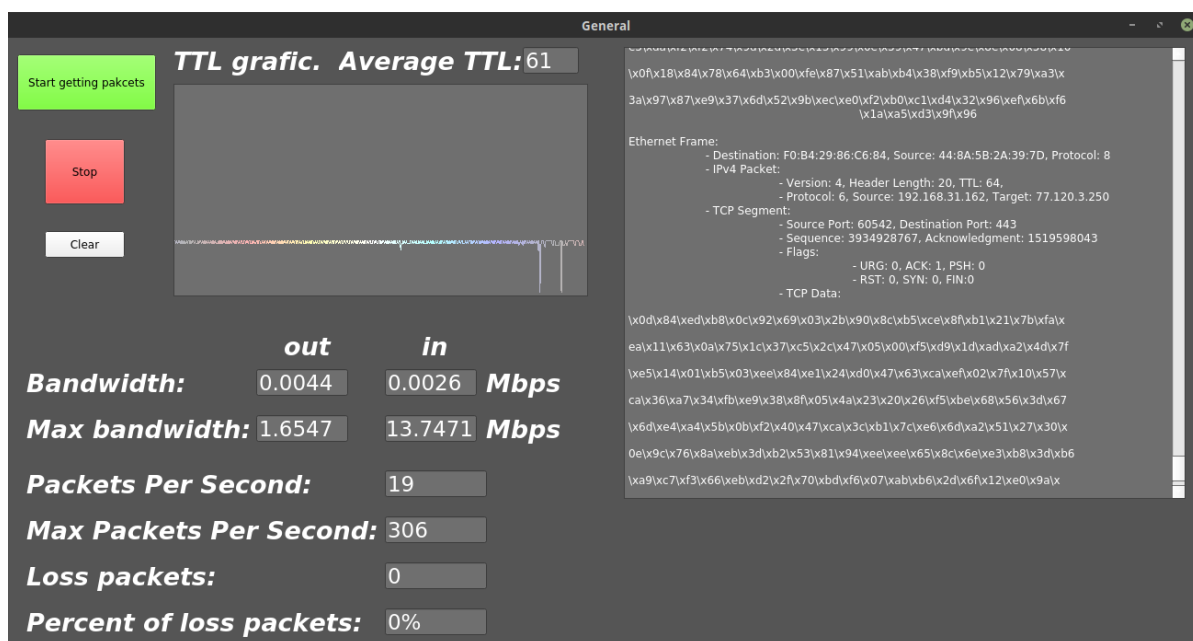 General
Start getting pakcets
Stop
Clear
TTL grafic. Average TTL: 61
out in
Bandwidth: 0.0044 0.0026 Mbps
Max bandwidth: 1.6547 13.7471 Mbps
Packets Per Second: 19
Max Packets Per Second: 306
Loss packets: 0
Percent of loss packets: 0%
\x0f\x18\x84\x78\x64\xb3\x00\xfe\x87\x51\xab\xb4\x38\xf9\xb5\x12\x79\xa3\x
3a\x97\x87\xe9\x37\x6d\x52\x9b\xec\xe0\xf2\xb0\xc1\xd4\x32\x96\xef\x6b\xf6
\x1a\xa5\xd3\x9f\x96
Ethernet Frame:
- Destination: F0:B4:29:86:C6:84, Source: 44:8A:5B:2A:39:7D, Protocol: 8
- IPv4 Packet:
- Version: 4, Header Length: 20, TTL: 64,
- Protocol: 6, Source: 192.168.31.162, Target: 77.120.3.250
- TCP Segment:
- Source Port: 60542, Destination Port: 443
- Sequence: 3934928767, Acknowledgment: 1519598043
- Flags:
- URG: 0, ACK: 1, PSH: 0
- RST: 0, SYN: 0, FIN:0
- TCP Data:
\x0d\x84\xed\xb8\x0c\x92\x69\x03\x2b\x90\x8c\xb5\xce\x8f\xb1\x21\x7b\xfa\x
ea\x11\x63\x0a\x75\x1c\x37\xc5\x2c\x47\x05\x00\xf5\xd9\x1d\xad\xa2\x4d\x7f
\xe5\x14\x01\xb5\x03\xee\x84\xe1\x24\xd0\x47\x63\xca\xef\x02\x7f\x10\x57\x
ca\x36\xa7\x34\xfb\xe9\x38\x8f\x05\x4a\x23\x20\x26\xf5\xbe\x68\x56\x3d\x67
\x6d\xe4\xa4\x5b\x0b\xf2\x40\x47\xca\x3c\xb1\x7c\xe6\x6d\xa2\x51\x27\x30\x
0e\x9c\x76\x8a\xeb\x3d\xb2\x53\x81\x94\xee\xee\x65\x8c\x6e\xe3\xb8\x3d\xb6
\xa9\xc7\xf3\x66\xeb\xd2\x2f\x70\xbd\xf6\x07\xab\xb6\x2d\x6f\x12\xe0\x9a\x